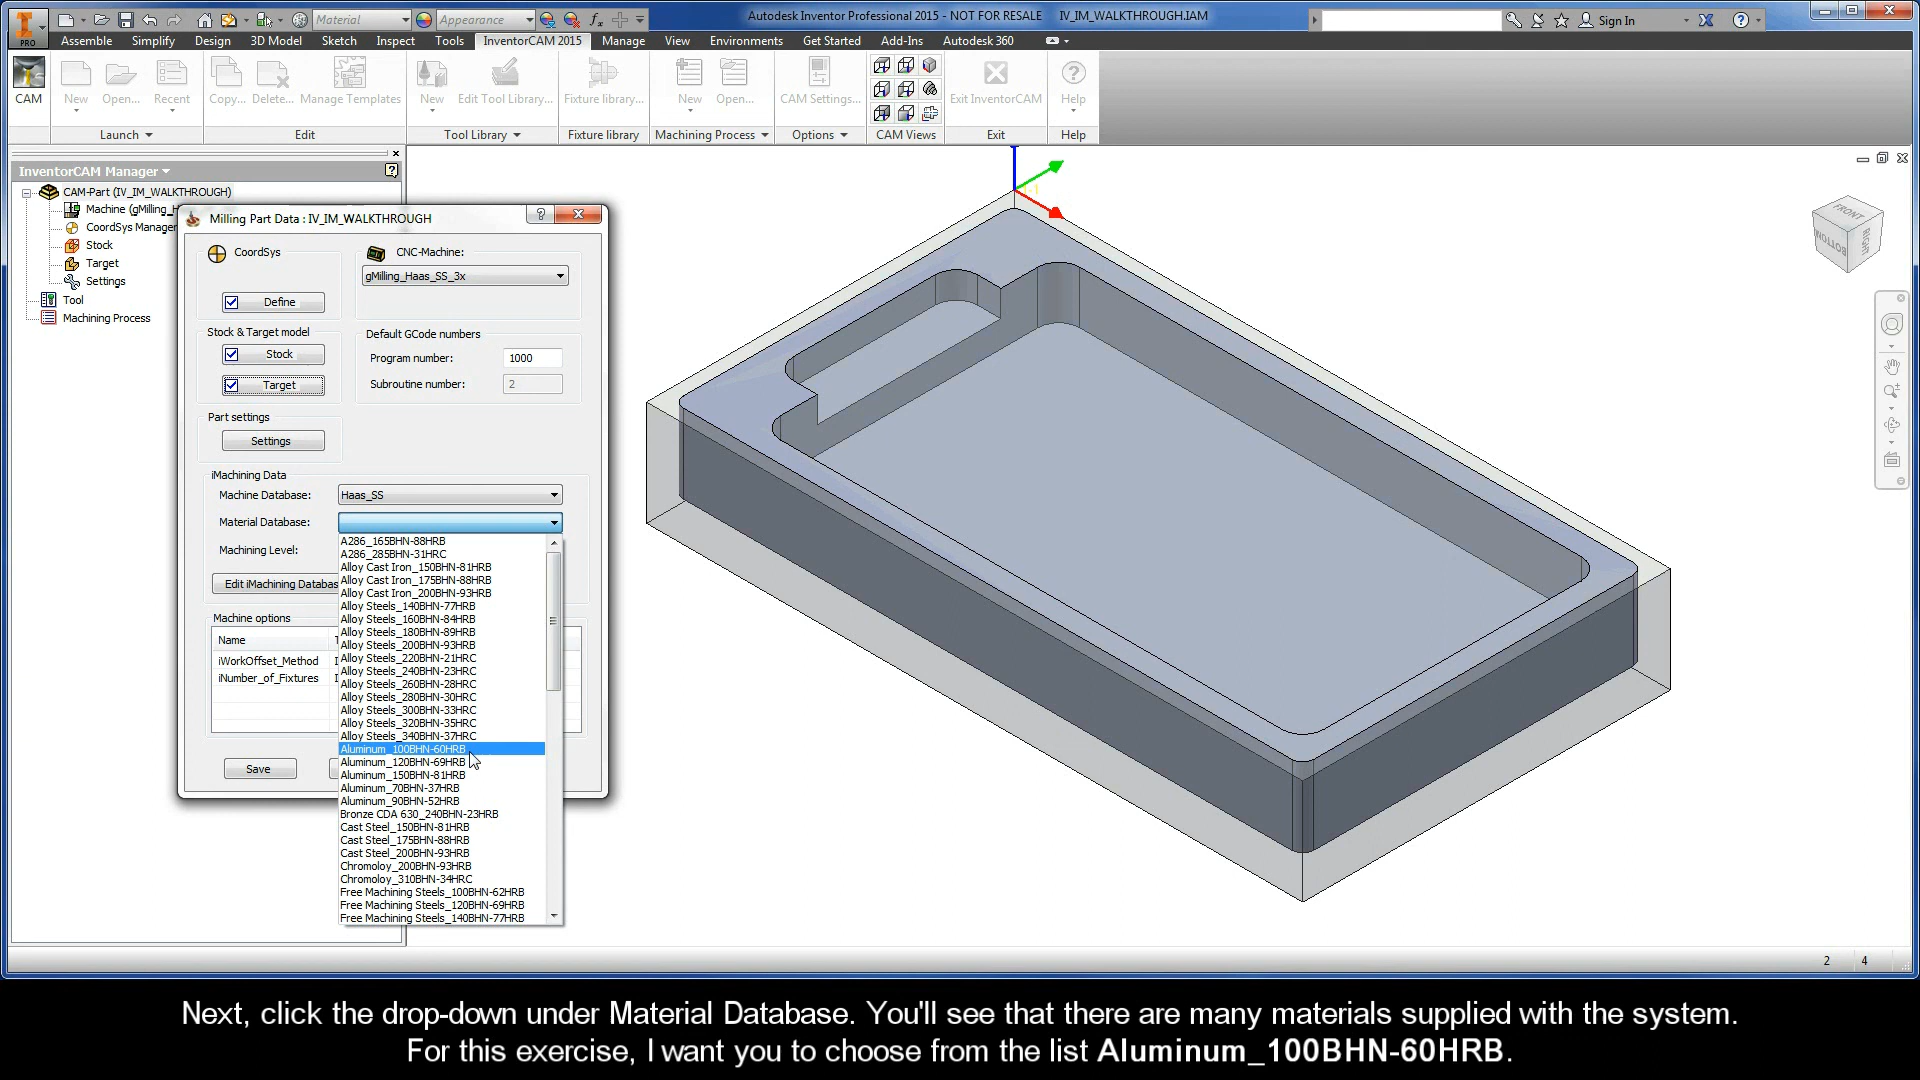 Material
Appearance
Autodesk Inventor Professional 2015 - NOT FOR RESALE IV_IM_WALKTHROUGH.IAM
Sign In
PRO
Assemble Simplify Design 3D Model Sketch Inspect Tools InventorCAM 2015 Manage View Environments Get Started Add-Ins Autodesk 360
CAM New Open... Recent Copy... Delete... Manage Templates New Edit Tool Library... Fixture library... New Open... CAM Settings... Exit InventorCAM Help
Launch Edit Tool Library Fixture library Machining Process Options CAM Views Exit Help
InventorCAM Manager
CAM-Part (IV_IM_WALKTHROUGH)
Machine (gMilling_H
CoordSys Manager
Stock
Target
Settings
Tool
Machining Process
Milling Part Data : IV_IM_WALKTHROUGH
CoordSys
CNC-Machine:
gMilling_Haas_SS_3x
Define
Stock & Target model
Default GCode numbers
Stock
Program number: 1000
Target
Subroutine number: 2
Part settings
Settings
iMachining Data
Machine Database: Haas_SS
Material Database:
Machining Level:
Edit iMachining Databas
Machine options
Name
iWorkOffset_Method
iNumber_of_Fixtures
Save
A286_165BHN-88HRB
A286_285BHN-31HRC
Alloy Cast Iron_150BHN-81HRB
Alloy Cast Iron_175BHN-88HRB
Alloy Cast Iron_200BHN-93HRB
Alloy Steels_140BHN-77HRB
Alloy Steels_160BHN-84HRB
Alloy Steels_180BHN-89HRB
Alloy Steels_200BHN-93HRB
Alloy Steels_220BHN-21HRC
Alloy Steels_240BHN-23HRC
Alloy Steels_260BHN-28HRC
Alloy Steels_280BHN-30HRC
Alloy Steels_300BHN-33HRC
Alloy Steels_320BHN-35HRC
Alloy Steels_340BHN-37HRC
Aluminum_100BHN-60HRB
Aluminum_120BHN-69HRB
Aluminum_150BHN-81HRB
Aluminum_70BHN-37HRB
Aluminum_90BHN-52HRB
Bronze CDA 630_240BHN-23HRB
Cast Steel_150BHN-81HRB
Cast Steel_175BHN-88HRB
Cast Steel_200BHN-93HRB
Chromoloy_200BHN-93HRB
Chromoloy_310BHN-34HRC
Free Machining Steels_100BHN-62HRB
Free Machining Steels_120BHN-69HRB
Free Machining Steels_140BHN-77HRB
FRONT
BOTTOM
RIGHT
2 4
Next, click the drop-down under Material Database. You'll see that there are many materials supplied with the system.
For this exercise, I want you to choose from the list Aluminum_100BHN-60HRB.